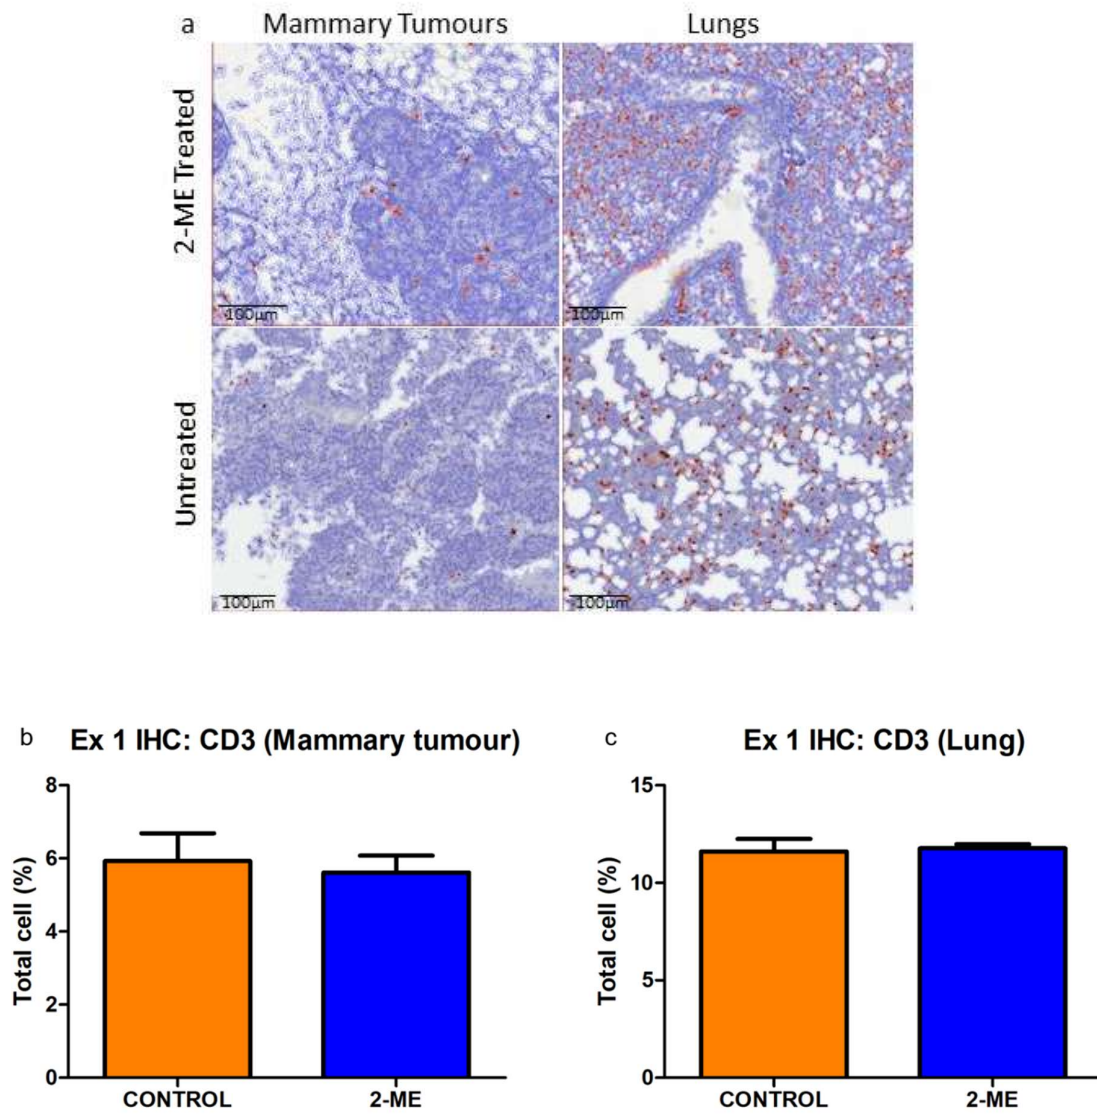 a
Mammary Tumours
Lungs
2-ME Treated
100µm
100µm
Untreated
100µm
100µm
b
Ex 1 IHC: CD3 (Mammary tumour)
8
6
4
2
0
Total cell (%)
CONTROL
2-ME
c
Ex 1 IHC: CD3 (Lung)
15
10
5
0
Total cell (%)
CONTROL
2-ME